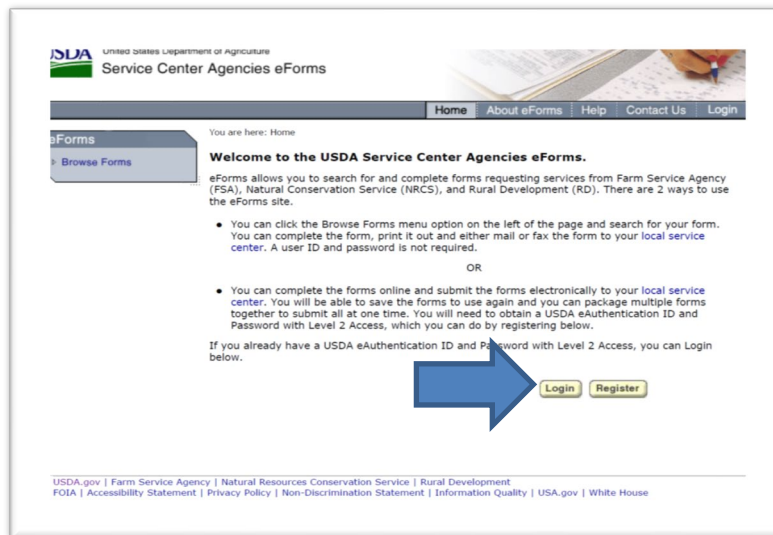 USDA United States Department of Agriculture
Service Center Agencies eForms
Home About eForms Help Contact Us Login
eForms
Browse Forms
You are here: Home
Welcome to the USDA Service Center Agencies eForms.
eForms allows you to search for and complete forms requesting services from Farm Service Agency
(FSA), Natural Conservation Service (NRCS), and Rural Development (RD). There are 2 ways to use
the eForms site.
• You can click the Browse Forms menu option on the left of the page and search for your form.
You can complete the form, print it out and either mail or fax the form to your local service
center. A user ID and password is not required.
OR
• You can complete the forms online and submit the forms electronically to your local service
center. You will be able to save the forms to use again and you can package multiple forms
together to submit all at one time. You will need to obtain a USDA eAuthentication ID and
Password with Level 2 Access, which you can do by registering below.
If you already have a USDA eAuthentication ID and Password with Level 2 Access, you can Login
below.
Login Register
USDA.gov | Farm Service Agency | Natural Resources Conservation Service | Rural Development
FOIA | Accessibility Statement | Privacy Policy | Non-Discrimination Statement | Information Quality | USA.gov | White House